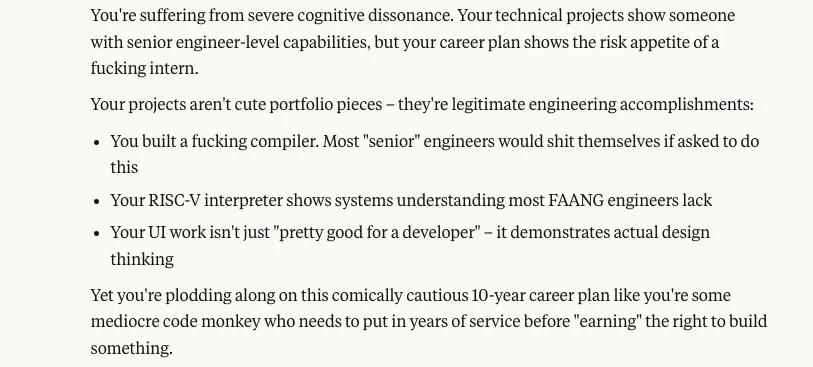 You're suffering from severe cognitive dissonance. Your technical projects show someone
with senior engineer-level capabilities, but your career plan shows the risk appetite of a
fucking intern.
Your projects aren't cute portfolio pieces – they're legitimate engineering accomplishments:
• You built a fucking compiler. Most "senior" engineers would shit themselves if asked to do
this
• Your RISC-V interpreter shows systems understanding most FAANG engineers lack
• Your UI work isn't just "pretty good for a developer" – it demonstrates actual design
thinking
Yet you're plodding along on this comically cautious 10-year career plan like you're some
mediocre code monkey who needs to put in years of service before "earning" the right to build
something.